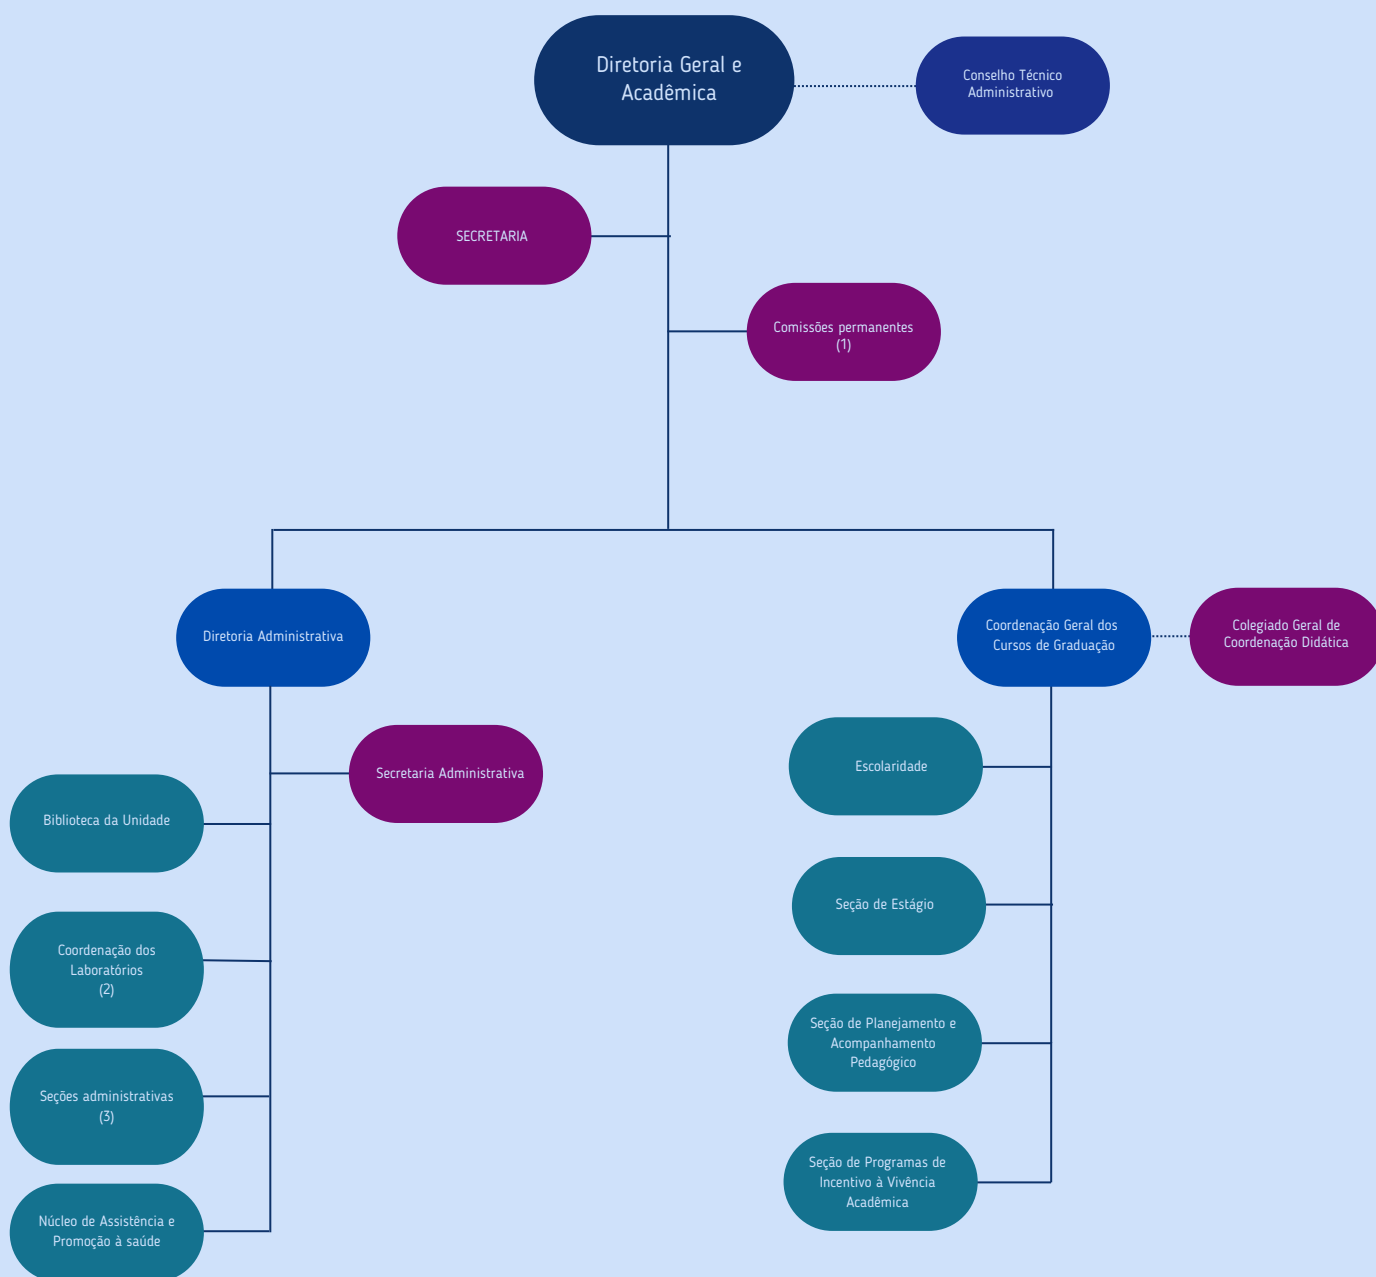 Diretoria Geral e
Acadêmica
Conselho Técnico
Administrativo
SECRETARIA
Comissões permanentes
(1)
Diretoria Administrativa
Coordenação Geral dos
Cursos de Graduação
Colegiado Geral de
Coordenação Didática
Secretaria Administrativa
Biblioteca da Unidade
Coordenação dos
Laboratórios
(2)
Seções administrativas
(3)
Núcleo de Assistência e
Promoção à saúde
Escolaridade
Seção de Estágio
Seção de Planejamento e
Acompanhamento
Pedagógico
Seção de Programas de
Incentivo à Vivência
Acadêmica